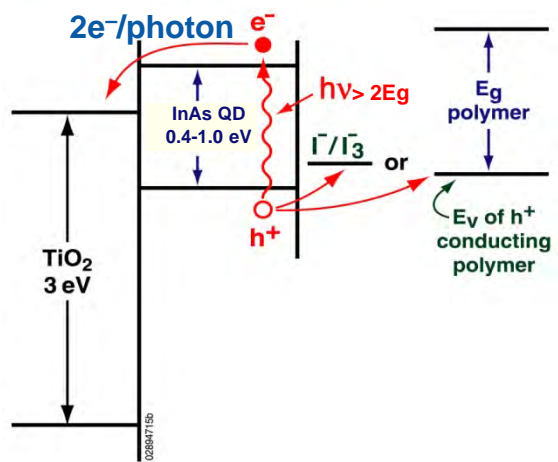 2e⁻/photon
e⁻
InAs QD
0.4-1.0 eV
hν> 2Eg
I⁻/I₃⁻
or
Eg
polymer
h⁺
Ev of h⁺
conducting
polymer
TiO₂
3 eV
02894715b